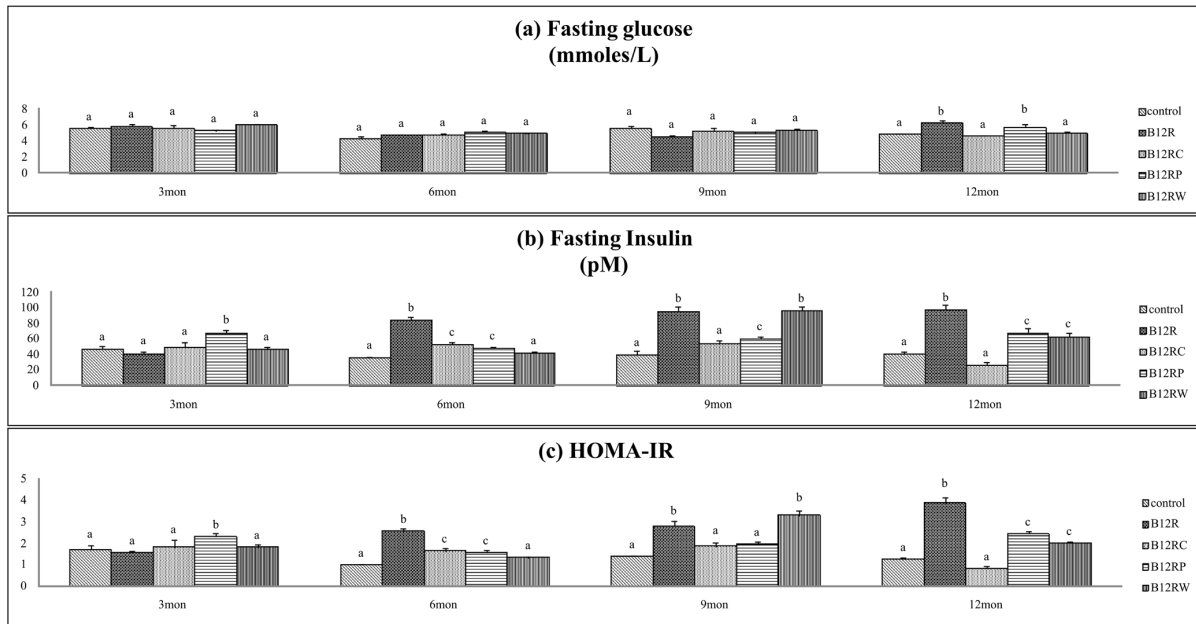 (a) Fasting glucose
(mmoles/L)
8
6
4
2
0
a a a a a
a a a a a
a a a a a
a b a b a
3mon 6mon 9mon 12mon
control
B12R
B12RC
B12RP
B12RW
(b) Fasting Insulin
(pM)
120
100
80
60
40
20
0
a a a b a
a b c c a
a b a c b
a b a c c
3mon 6mon 9mon 12mon
control
B12R
B12RC
B12RP
B12RW
(c) HOMA-IR
5
4
3
2
1
0
a a a b a
a b c c a
a b a a b
a b a c c
3mon 6mon 9mon 12mon
control
B12R
B12RC
B12RP
B12RW